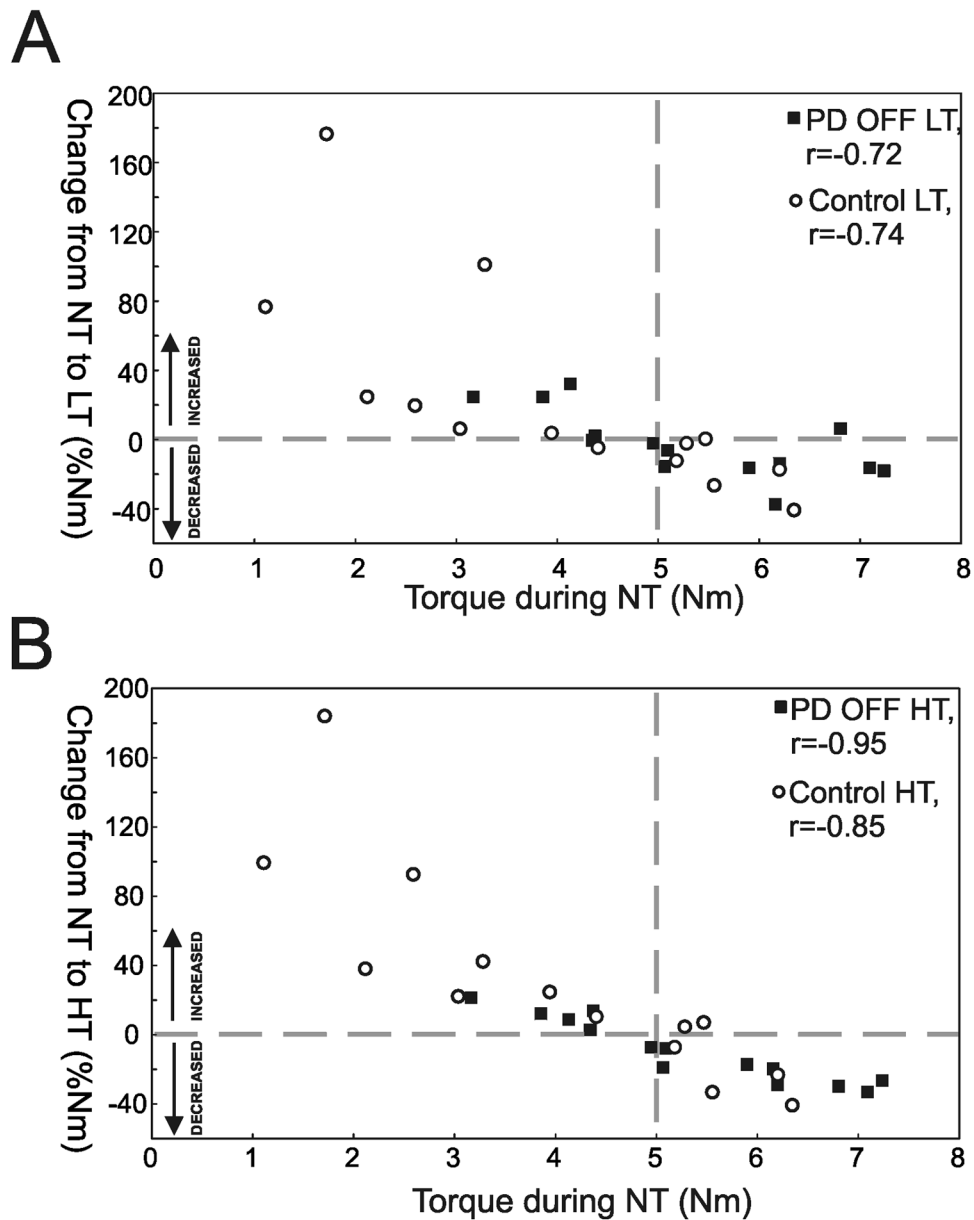 A
Change from NT to LT (%Nm)
200
160
120
80
40
0
-40
INCREASED
DECREASED
PD OFF LT,
r=-0.72
Control LT,
r=-0.74
0 1 2 3 4 5 6 7 8
Torque during NT (Nm)
B
Change from NT to HT (%Nm)
200
160
120
80
40
0
-40
INCREASED
DECREASED
PD OFF HT,
r=-0.95
Control HT,
r=-0.85
0 1 2 3 4 5 6 7 8
Torque during NT (Nm)